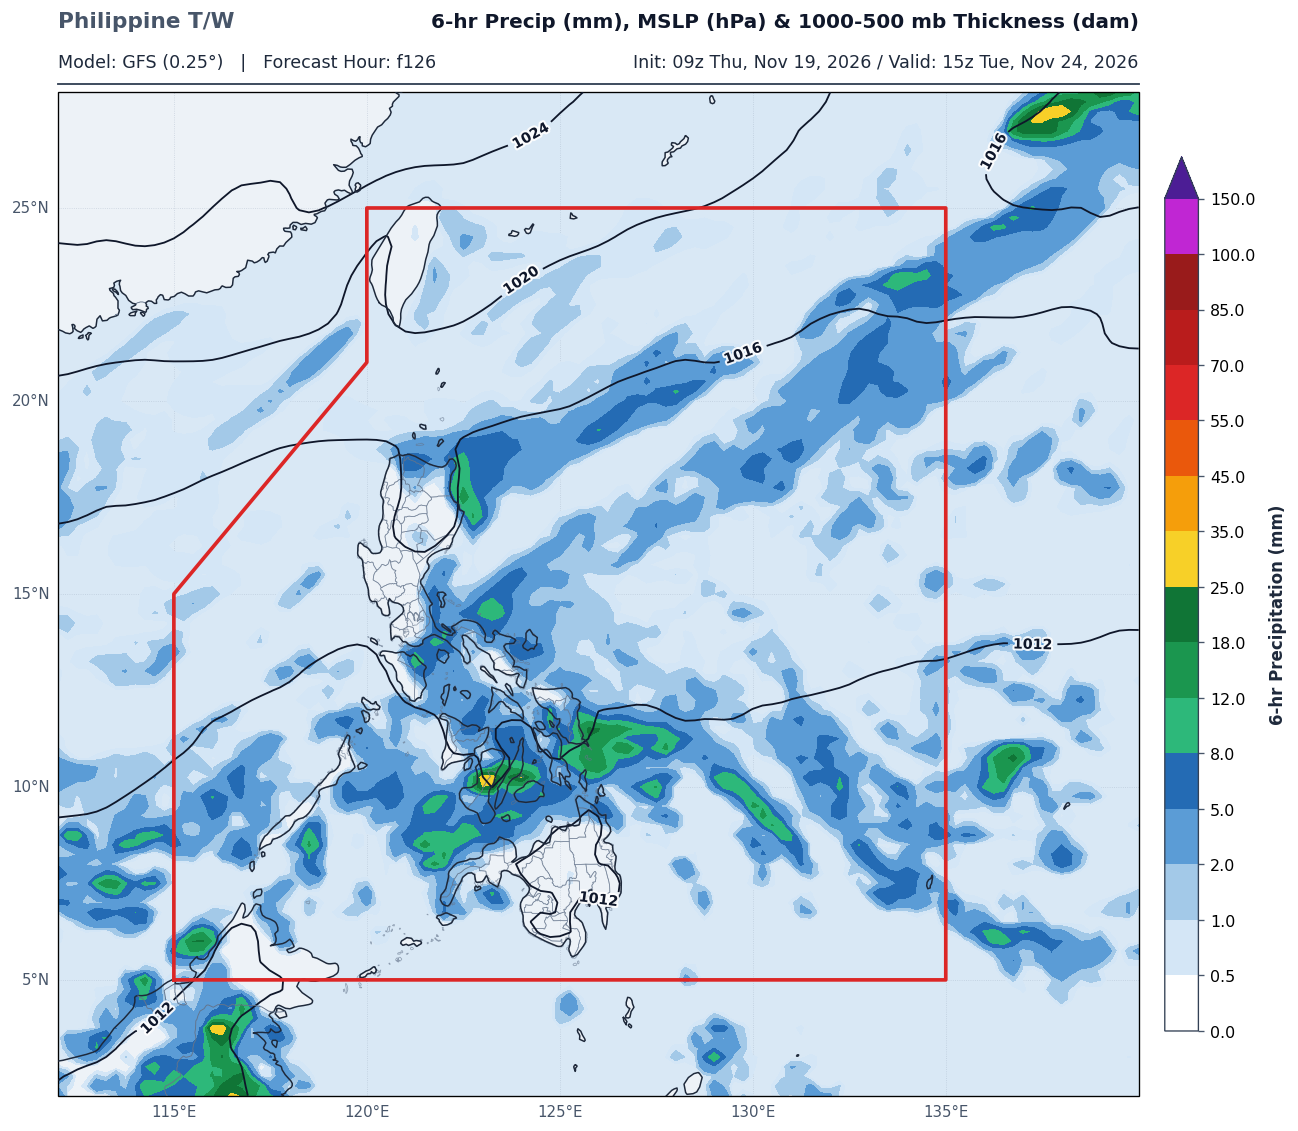 Philippine T/W
6-hr Precip (mm), MSLP (hPa) & 1000-500 mb Thickness (dam)
Model: GFS (0.25°) | Forecast Hour: f126
Init: 09z Thu, Nov 19, 2026 / Valid: 15z Tue, Nov 24, 2026
1024
1016
1020
1016
1012
1012
1012
25°N
20°N
15°N
10°N
5°N
115°E
120°E
125°E
130°E
135°E
150.0
100.0
85.0
70.0
55.0
45.0
35.0
25.0
18.0
12.0
8.0
5.0
2.0
1.0
0.5
0.0
6-hr Precipitation (mm)